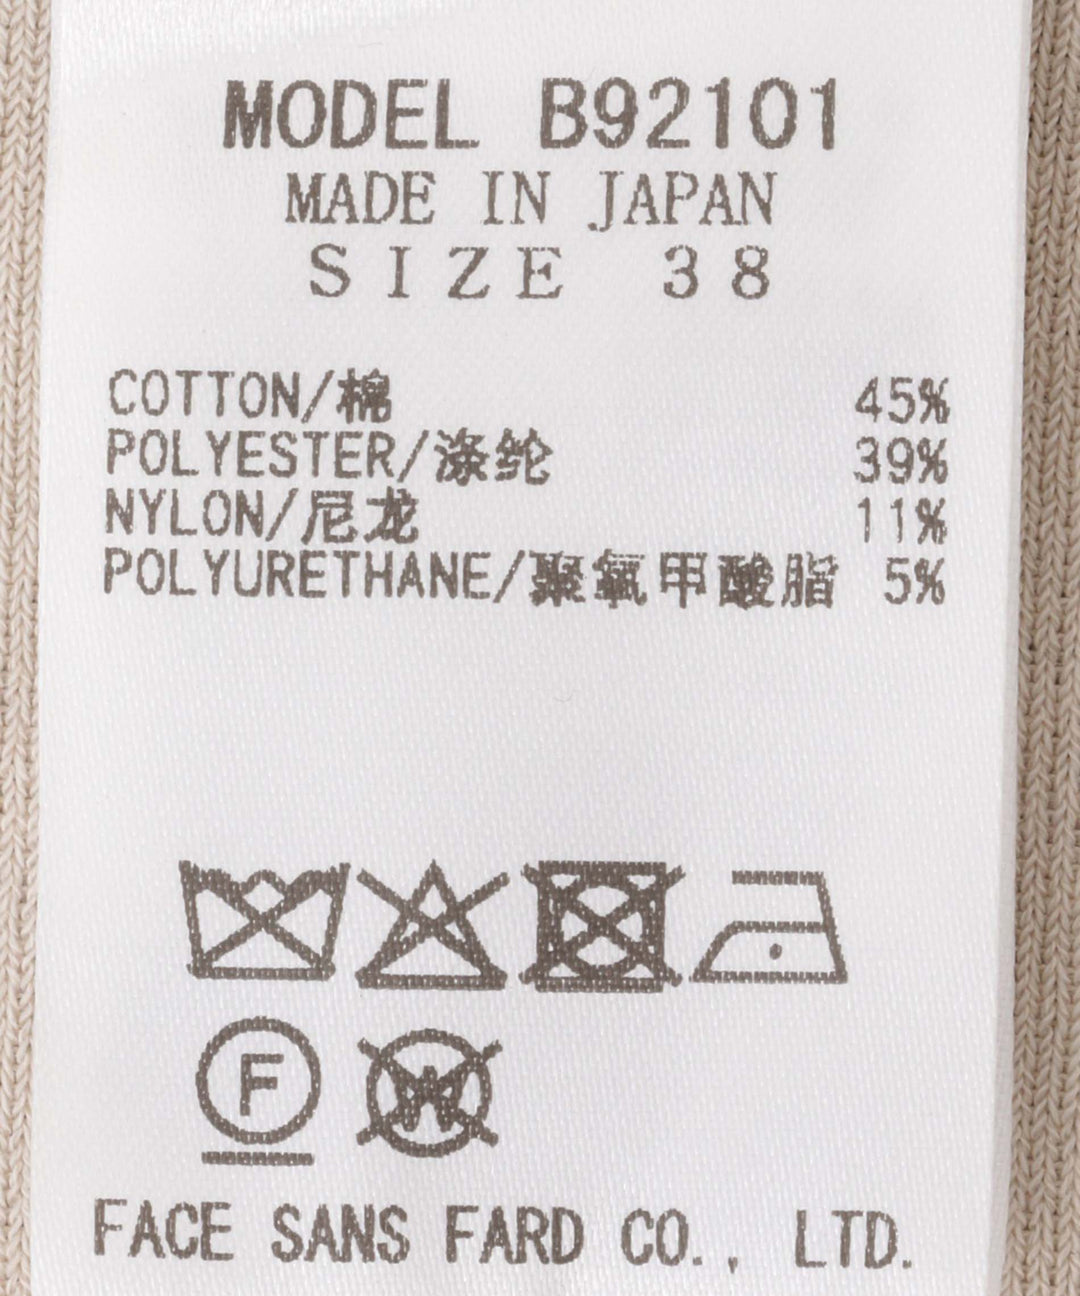 MODEL B92101
MADE IN JAPAN
SIZE 38
COTTON/棉 45%
POLYESTER/涤纶 39%
NYLON/尼龙 11%
POLYURETHANE/聚氧甲酸脂 5%
F
W
FACE SANS FARD CO., LTD.